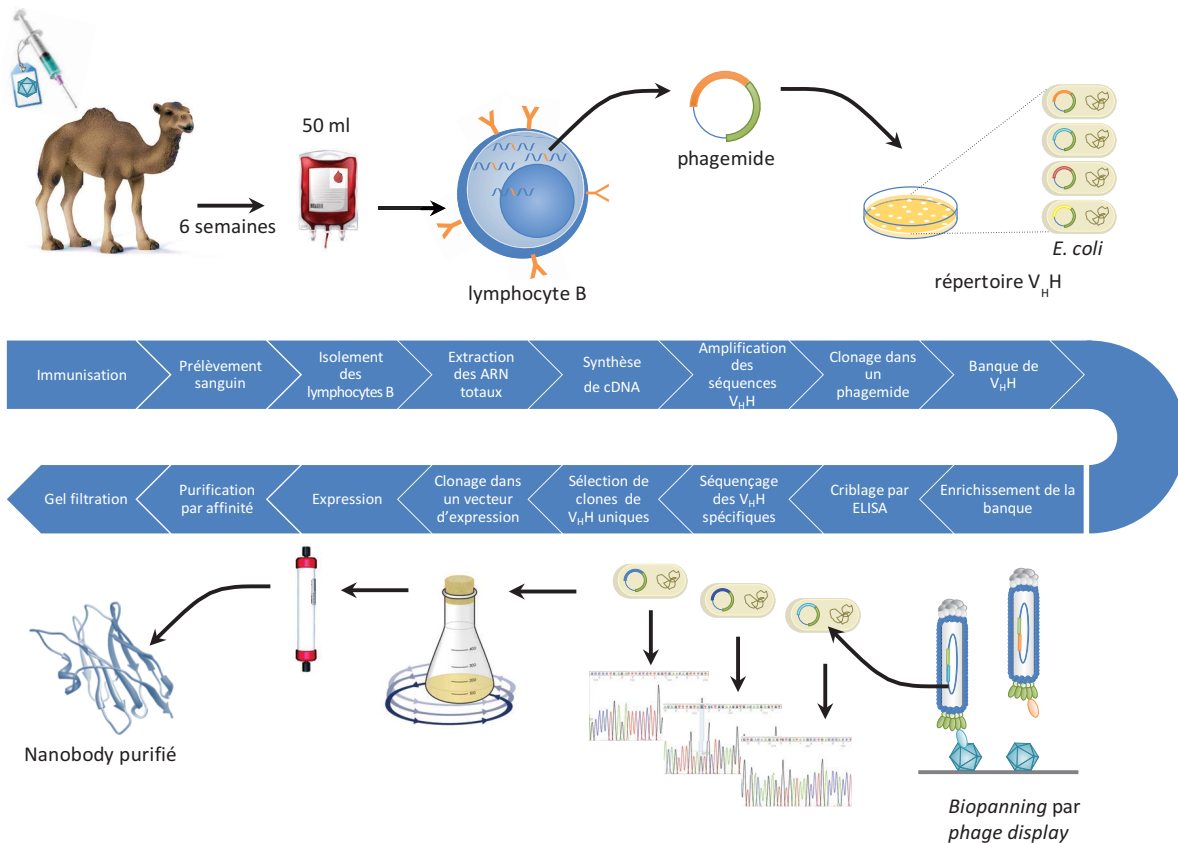 50 ml
6 semaines
lymphocyte B
phagemide
E. coli
répertoire VHH
Immunisation
Prélèvement
sanguin
Isolement
des
lymphocytes B
Extraction
des ARN
totaux
Synthèse
de cDNA
Amplification
des
séquences
VHH
Clonage dans
un
phagemide
Banque de
VHH
Gel filtration
Purification
par affinité
Expression
Clonage dans
un vecteur
d'expression
Sélection de
clones de
VHH uniques
Séquençage
des VHH
spécifiques
Criblage par
ELISA
Enrichissement de la
banque
Nanobody purifié
Biopanning par
phage display